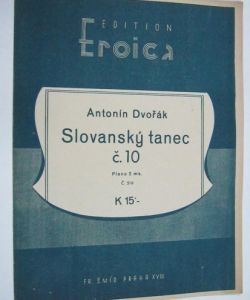 EDITION
Eroica
Antonín Dvořák
Slovanský tanec
č. 10
Piano 2 ms.
K 15'-
FR. ŠMÍD PRAHA XVIII.